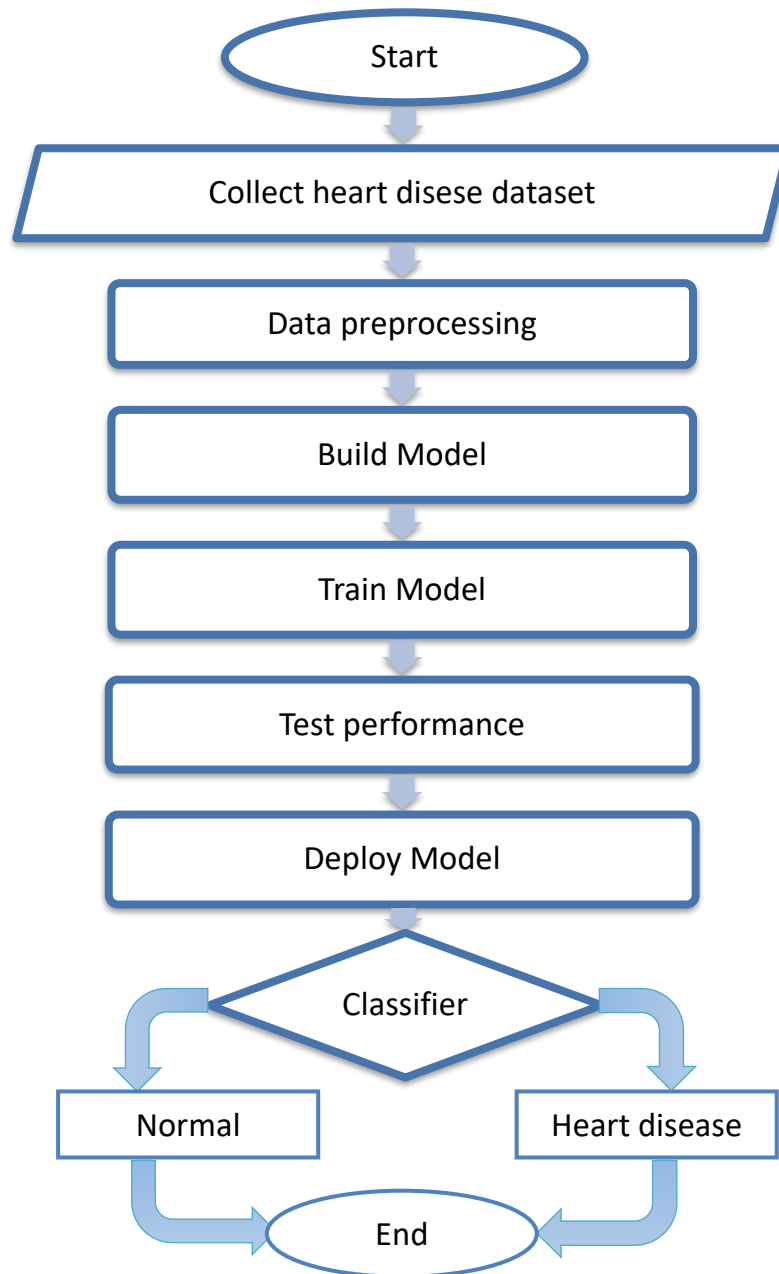 Start
Collect heart disese dataset
Data preprocessing
Build Model
Train Model
Test performance
Deploy Model
Classifier
Normal
Heart disease
End